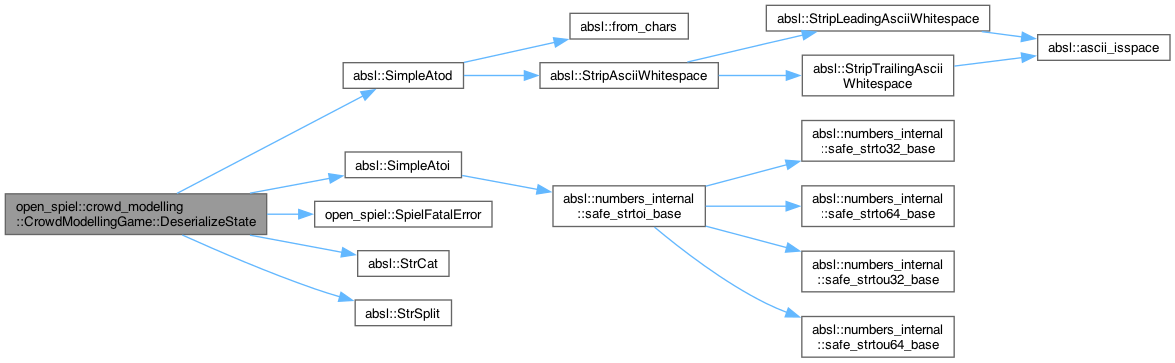 open_spiel::crowd_modelling
::CrowdModellingGame::DeserializeState
absl::SimpleAtod
absl::from_chars
absl::StripAsciiWhitespace
absl::StripLeadingAsciiWhitespace
absl::ascii_isspace
absl::StripTrailingAscii
Whitespace
absl::SimpleAtoi
absl::numbers_internal
::safe_strtoi_base
absl::numbers_internal
::safe_strto32_base
absl::numbers_internal
::safe_strto64_base
absl::numbers_internal
::safe_strtou32_base
absl::numbers_internal
::safe_strtou64_base
open_spiel::SpielFatalError
absl::StrCat
absl::StrSplit